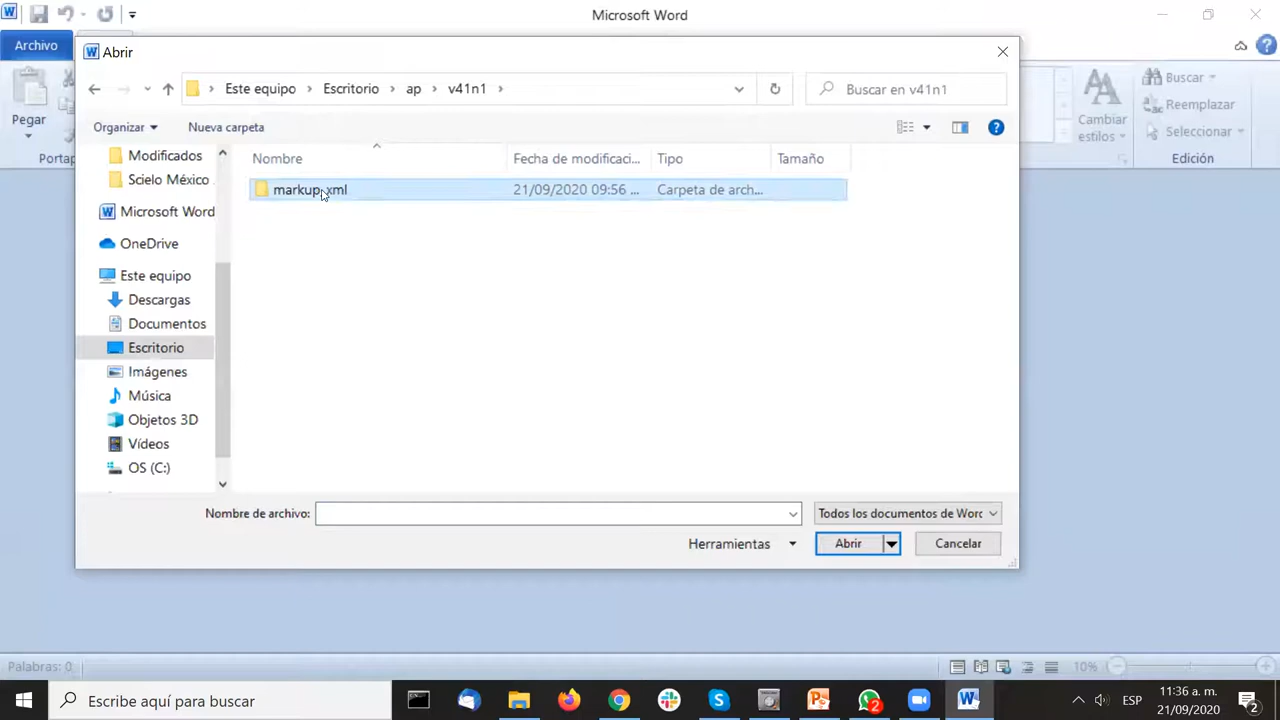 Microsoft Word
Archivo
Pegar
Portap
Buscar
Reemplazar
Seleccionar
Cambiar
estilos
Edición
Abrir
Este equipo
Escritorio
ap
v41n1
Buscar en v41n1
Organizar
Nueva carpeta
Nombre
Fecha de modificaci...
Tipo
Tamaño
markup_xml
21/09/2020 09:56 ...
Carpeta de arch...
Modificados
Scielo México
Microsoft Word
OneDrive
Este equipo
Descargas
Documentos
Escritorio
Imágenes
Música
Objetos 3D
Vídeos
OS (C:)
Nombre de archivo:
Todos los documentos de Word
Herramientas
Abrir
Cancelar
Palabras: 0
10%
Escribe aquí para buscar
2
ESP
11:36 a. m.
21/09/2020
2